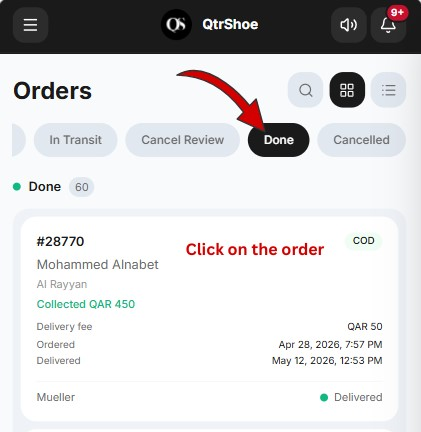 QS QtrShoe 9+
Orders
In Transit Cancel Review Done Cancelled
Done 60
#28770 COD
Click on the order
Mohammed Alnabet
Al Rayyan
Collected QAR 450
Delivery fee QAR 50
Ordered Apr 28, 2026, 7:57 PM
Delivered May 12, 2026, 12:53 PM
Mueller Delivered